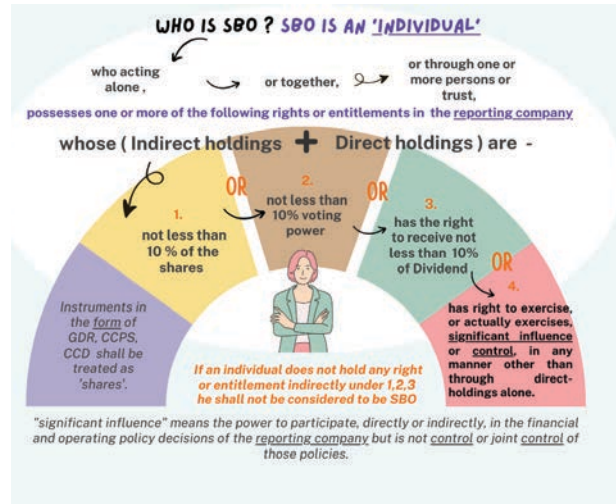 WHO IS SBO ? SBO IS AN 'INDIVIDUAL'
who acting
alone ,
or together,
or through one or
more persons or
trust,
possesses one or more of the following rights or entitlements in the reporting company
whose ( Indirect holdings + Direct holdings ) are -
Instruments in
the form of
GDR, CCPS,
CCD shall be
treated as
'shares'.
1.
not less than
10 % of the
shares
OR
2.
not less than
10% voting
power
OR
3.
has the right
to receive not
less than 10%
of Dividend
OR
4.
has right to exercise,
or actually exercises,
significant influence
or control, in any
manner other than
through direct-
holdings alone.
If an individual does not hold any right
or entitlement indirectly under 1,2,3
he shall not be considered to be SBO
"significant influence" means the power to participate, directly or indirectly, in the financial
and operating policy decisions of the reporting company but is not control or joint control of
those policies.